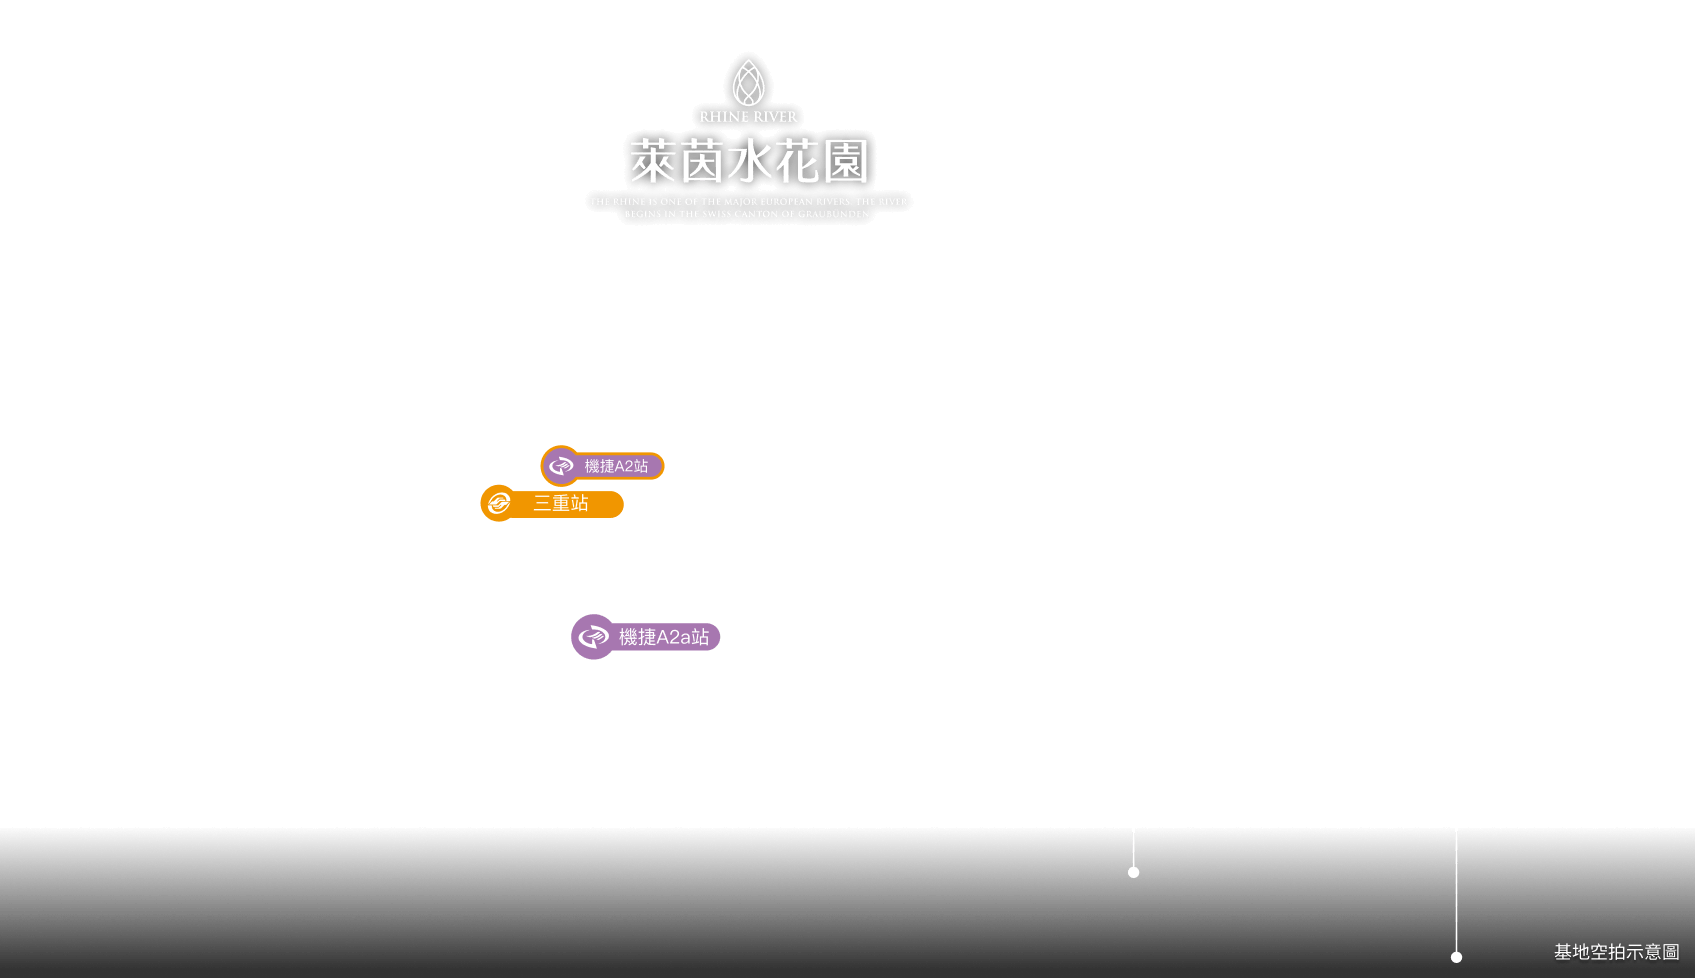 RHINE RIVER
萊茵水花園
THE RHINE IS ONE OF THE MAJOR EUROPEAN RIVERS. THE RIVER
BEGINS IN THE SWISS CANTON OF GRAUBÜNDEN
機捷A2站
三重站
機捷A2a站
基地空拍示意圖